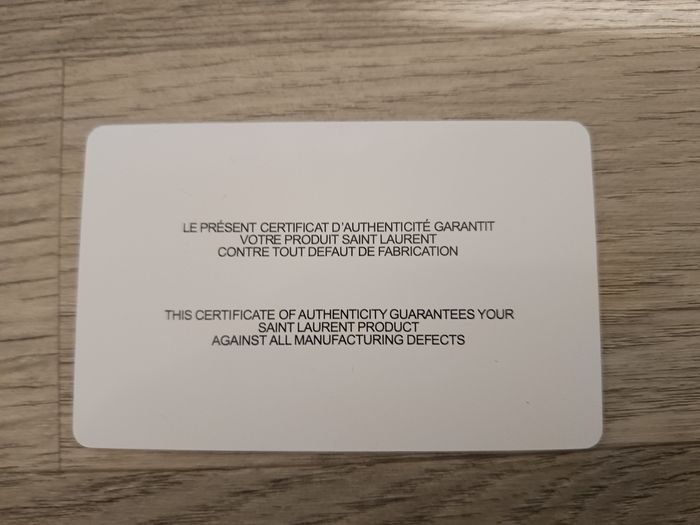 LE PRÉSENT CERTIFICAT D'AUTHENTICITÉ GARANTIT
VOTRE PRODUIT SAINT LAURENT
CONTRE TOUT DEFAUT DE FABRICATION
THIS CERTIFICATE OF AUTHENTICITY GUARANTEES YOUR
SAINT LAURENT PRODUCT
AGAINST ALL MANUFACTURING DEFECTS